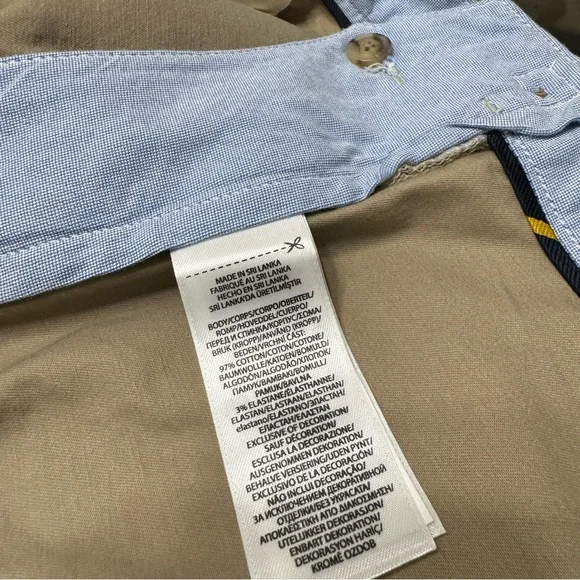 MADE IN SRI LANKA
FABRIQUÉ AU SRI LANKA
HECHO EN SRI LANKA
SRİ LANKA'DA ÜRETİLMİŞTİR
BODY/CORPS/CORPO/OBERTEIL/
ROMP/HOVEDDEL/CUERPO/
ПЕРЕД И СПИНКА/KORPUS/ΣΩΜΑ/
BRUK (KROPP)/ANVÄND (KROPP)/
BEDEN/VRCHNÍ ČÁST:
97% COTTON/COTON/COTONE/
BAUMWOLLE/KATOEN/BOMULD/
ALGODÓN/ALGODÃO/ХЛОПОК/
ПАМУК/ΒΑΜΒΑΚΙ/BOMULL/
PAMUK/BAVLNA
3% ELASTANE/ÉLASTHANNE/
ELASTAN/ELASTAAN/ELASTHAN/
elastano/ELASTANO/ЭЛАСТАН/
ЕЛАСТАН/ΕΛΑΣΤΑΝ
EXCLUSIVE OF DECORATION/
SAUF DÉCORATION/
ESCLUSA LA DECORAZIONE/
AUSGENOMMEN DEKORATION/
BEHALVE VERSIERING/UDEN PYNT/
EXCLUSIVO DE LA DECORACIÓN/
NÃO INCLUI DECORAÇÃO/
ЗА ИСКЛЮЧЕНИЕМ ДЕКОРАТИВНОЙ
ОТДЕЛКИ/БЕЗ УКРАСАТА/
ΑΠΟΚΛΕΙΣΤΙΚΗ ΑΠΟ ΔΙΑΚΟΣΜΗΣΗ/
UTELUKKER DEKORASJON/
ENBART DEKORATION/
DEKORASYON HARİÇ/
KROMĚ OZDOB